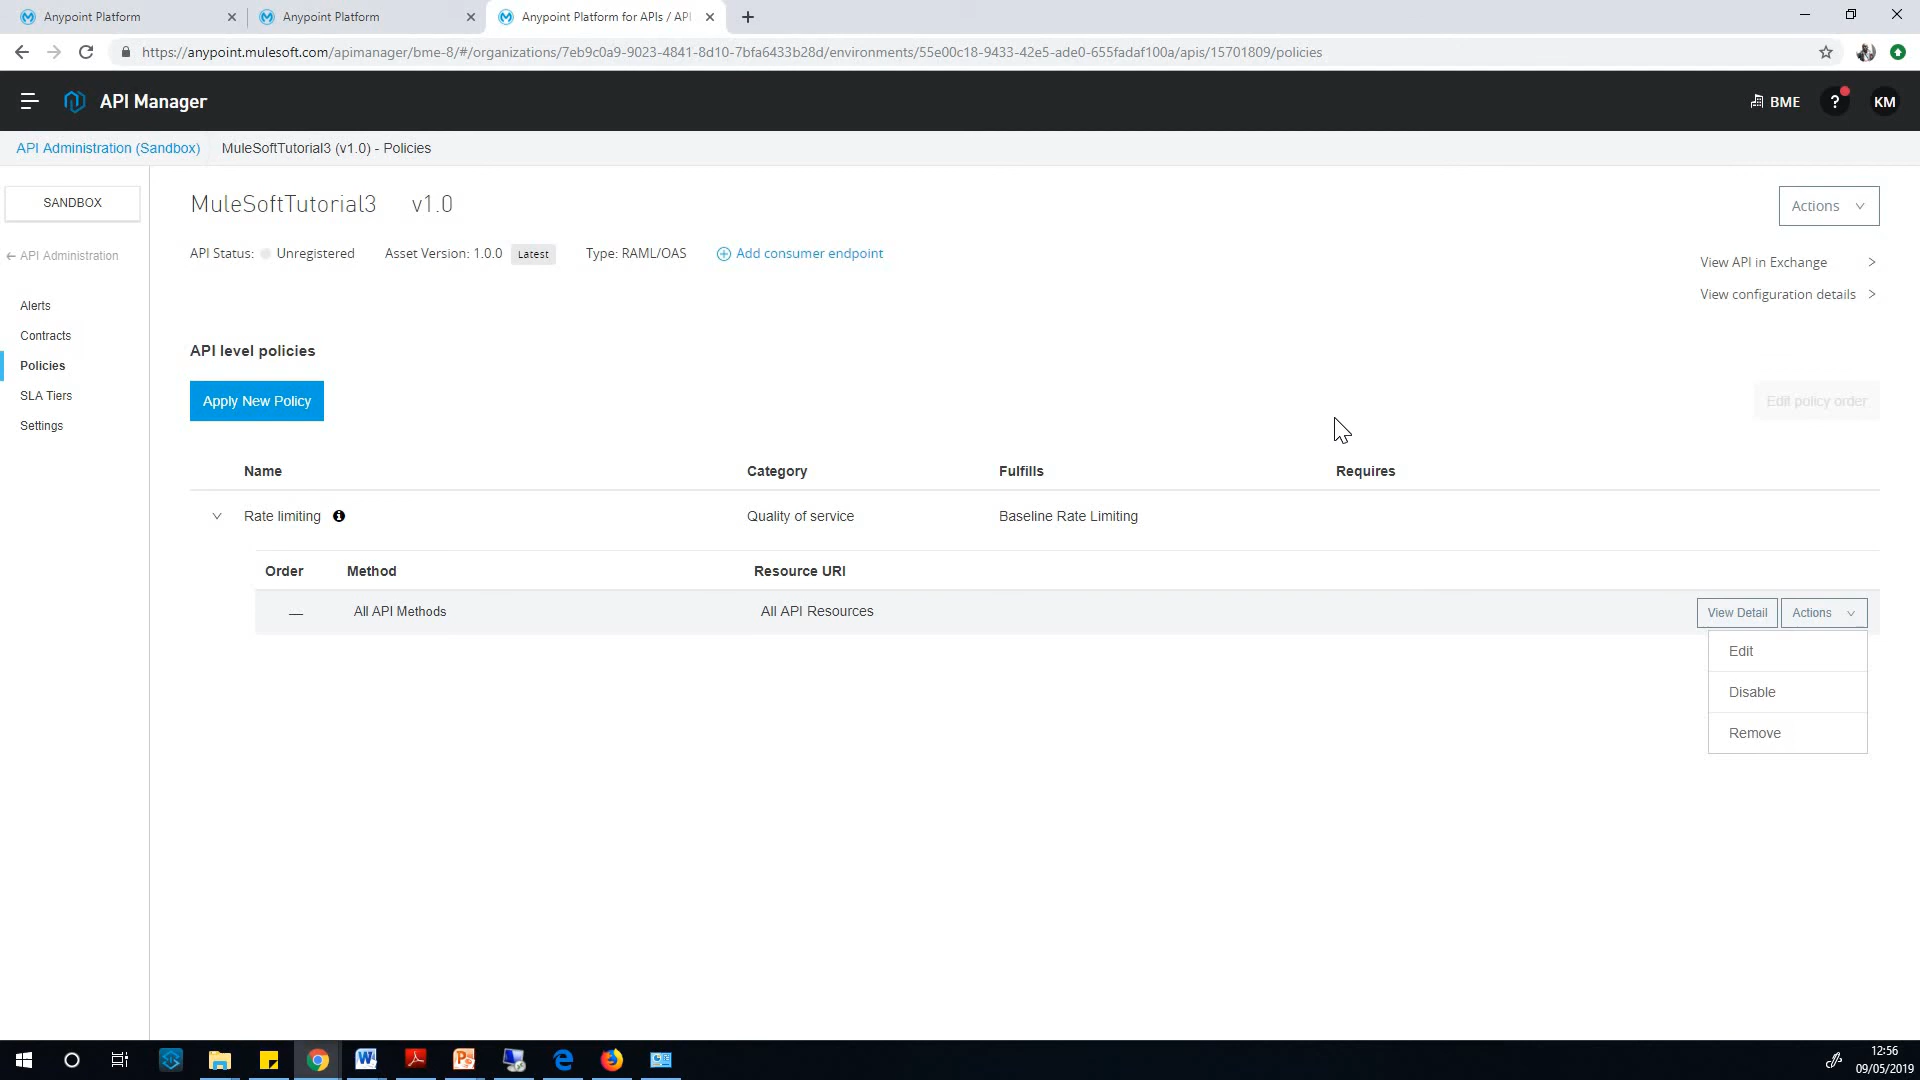 Anypoint Platform
Anypoint Platform
Anypoint Platform for APIs / API
https://anypoint.mulesoft.com/apimanager/bme-8/#/organizations/7eb9c0a9-9023-4841-8d10-7bfa6433b28d/environments/55e00c18-9433-42e5-ade0-655fadaf100a/apis/15701809/policies
API Manager
BME
?
KM
API Administration (Sandbox)
MuleSoftTutorial3 (v1.0) - Policies
SANDBOX
API Administration
Alerts
Contracts
Policies
SLA Tiers
Settings
MuleSoftTutorial3 v1.0
Actions
API Status: Unregistered
Asset Version: 1.0.0 Latest
Type: RAML/OAS
Add consumer endpoint
View API in Exchange >
View configuration details >
API level policies
Apply New Policy
Edit policy order
Name Category Fulfills Requires
Rate limiting Quality of service Baseline Rate Limiting
Order Method Resource URI
— All API Methods All API Resources
View Detail
Actions
Edit
Disable
Remove
12:56
09/05/2019